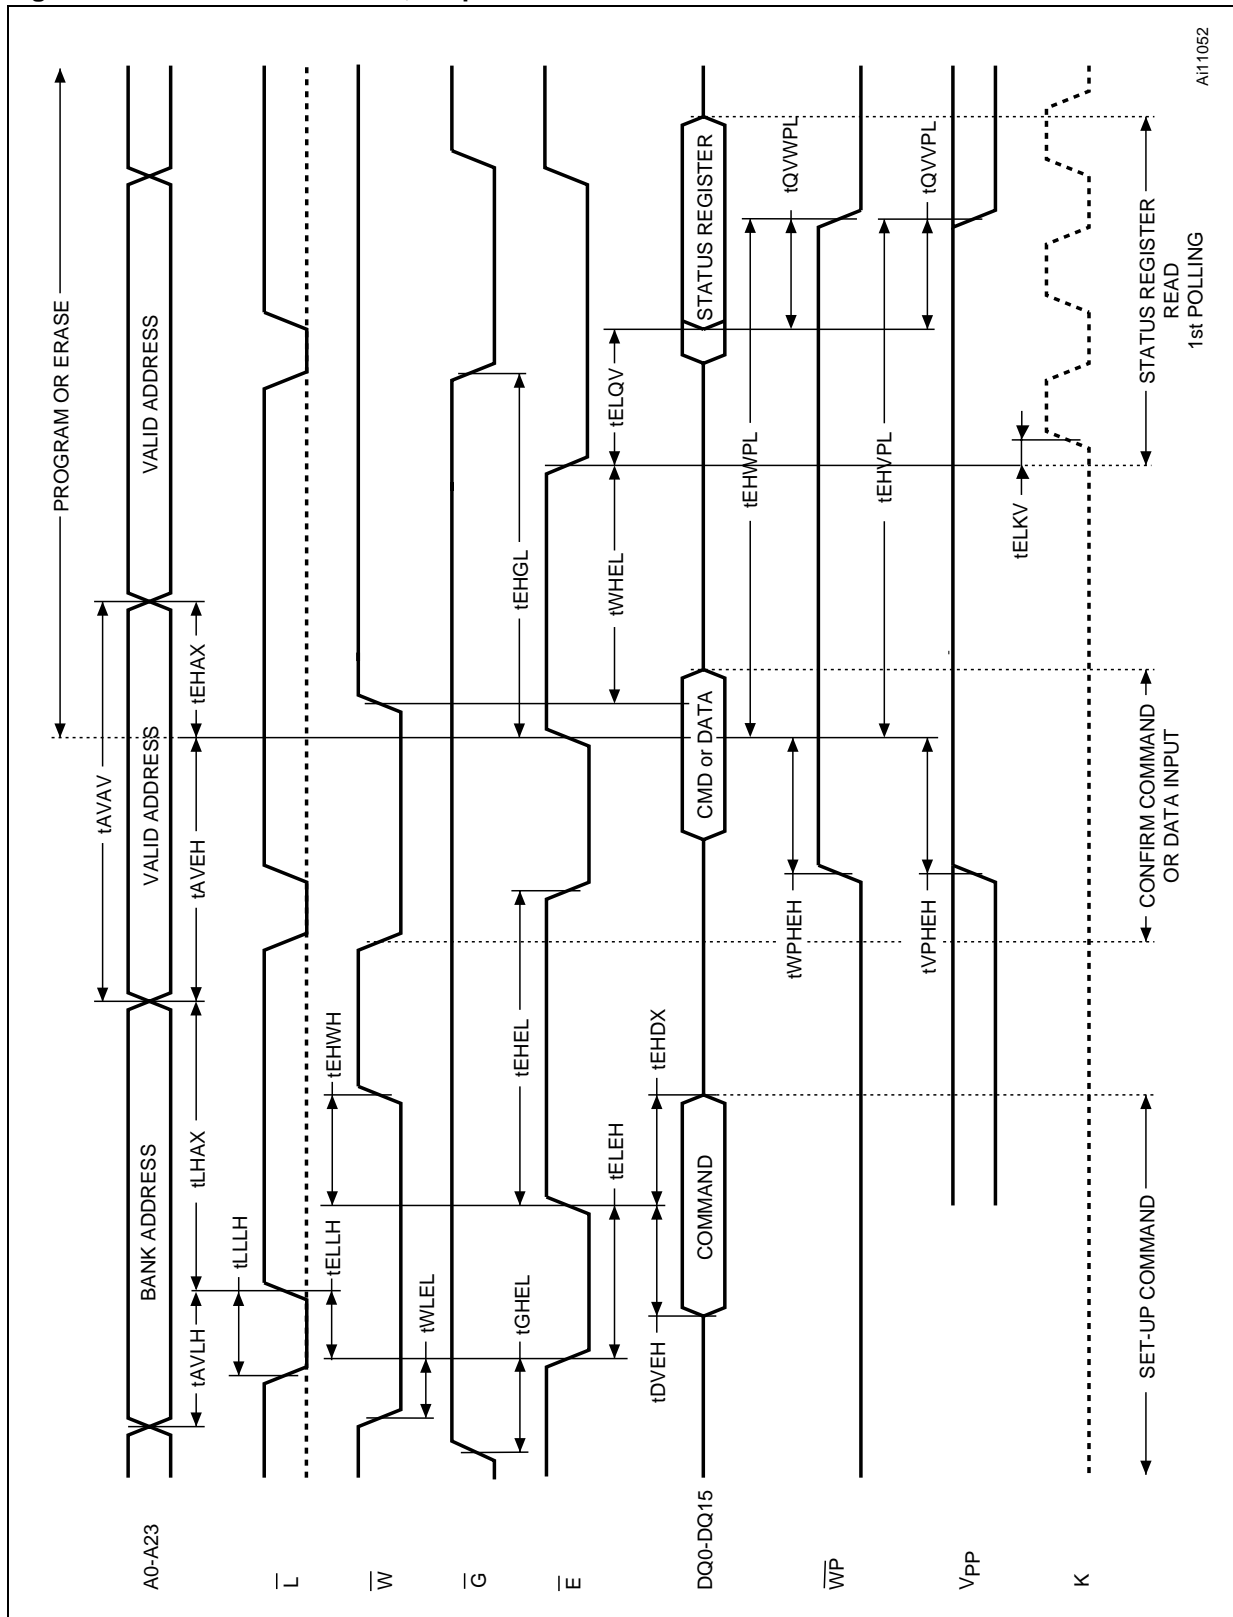 Ai11052
PROGRAM OR ERASE
tAVAV
A0-A23
BANK ADDRESS
VALID ADDRESS
VALID ADDRESS
tAVLH
tLHAX
tAVEH
tEHAX
tLLLH
L
tELLH
tEHWH
W
tWLEL
G
tGHEL
tEHEL
tEHGL
E
tELEH
tWHEL
tELQV
tDVEH
tEHDX
DQ0-DQ15
COMMAND
CMD or DATA
STATUS REGISTER
tEHWPL
tWPHEH
tQVWPL
WP
tEHVPL
tVPHEH
tQVVPL
VPP
tELKV
K
SET-UP COMMAND
CONFIRM COMMAND
OR DATA INPUT
STATUS REGISTER
READ
1st POLLING